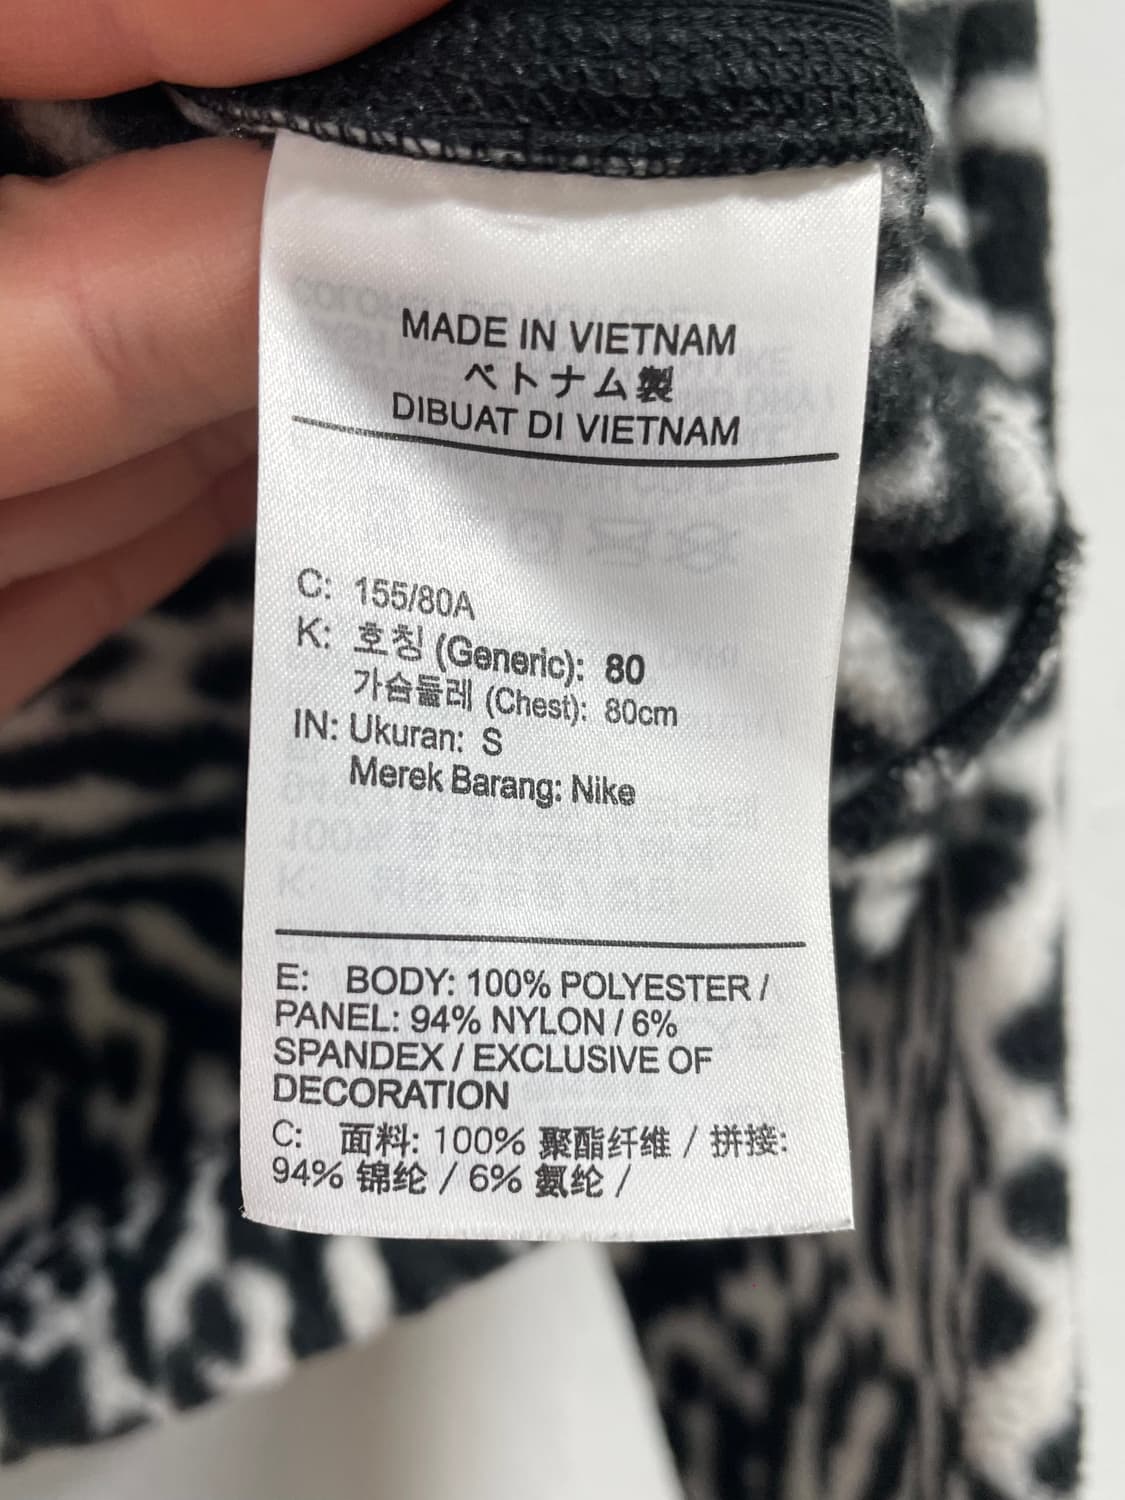 MADE IN VIETNAM
ベトナム製
DIBUAT DI VIETNAM
C: 155/80A
K: 호칭 (Generic): 80
가슴둘레 (Chest): 80cm
IN: Ukuran: S
Merek Barang: Nike
E: BODY: 100% POLYESTER /
PANEL: 94% NYLON / 6%
SPANDEX / EXCLUSIVE OF
DECORATION
C: 面料: 100% 聚酯纤维 / 拼接:
94% 锦纶 / 6% 氨纶 /